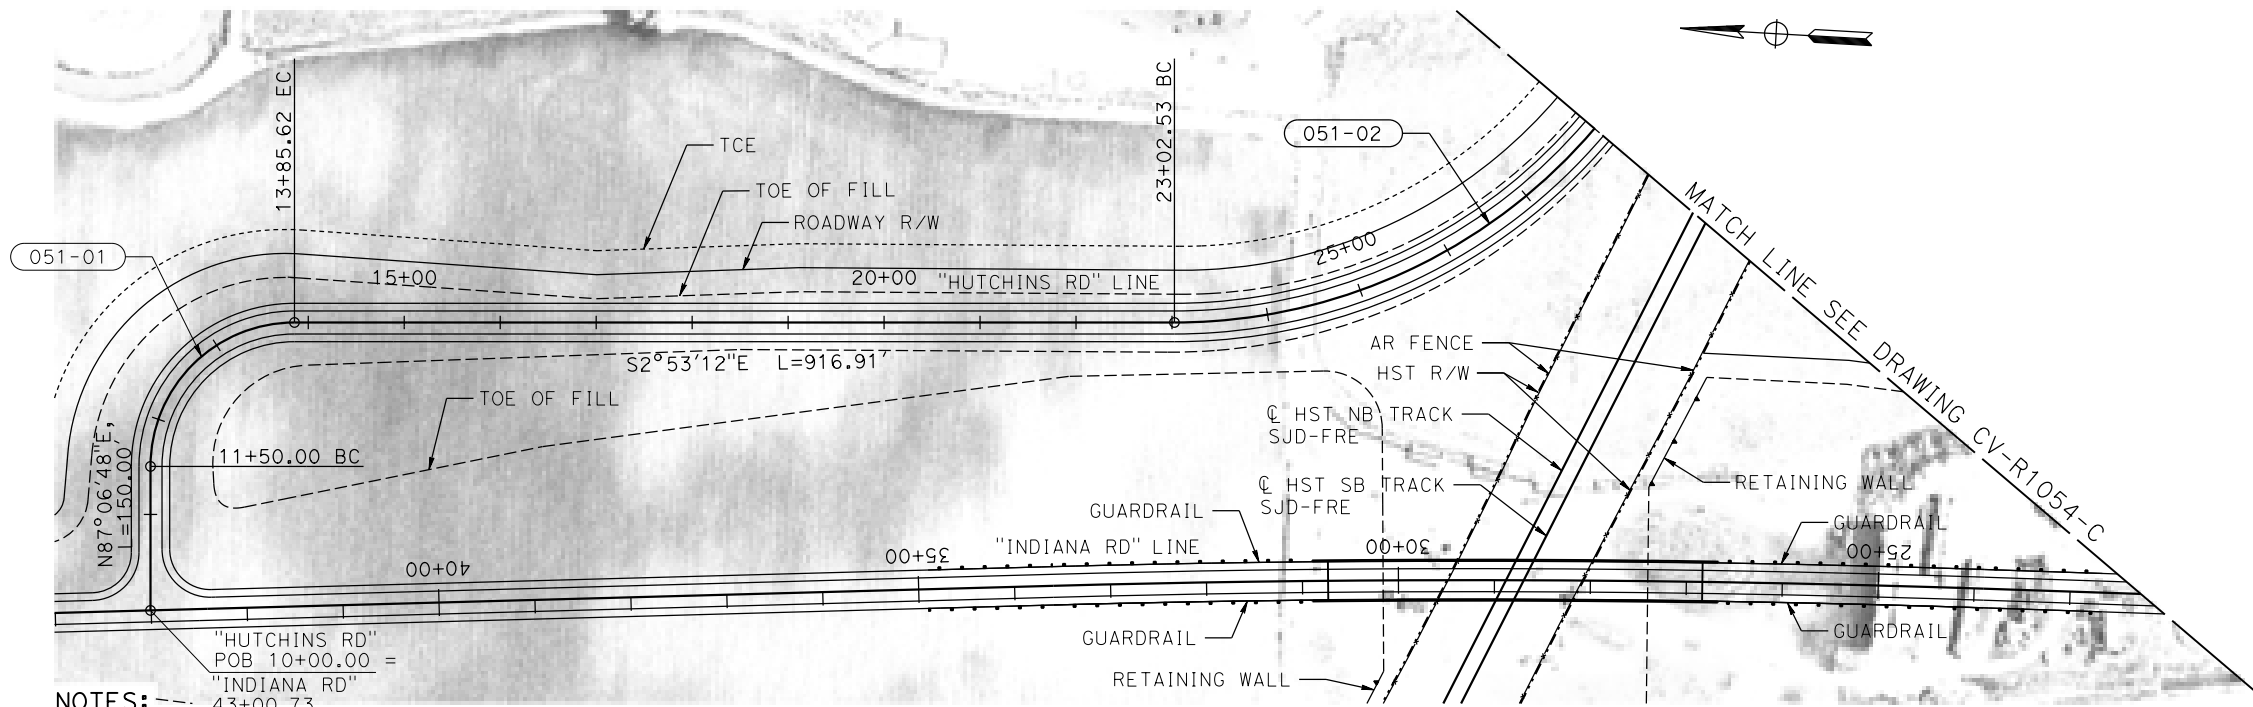 13+85.62 EC
23+02.53 BC
051-02
TCE
TOE OF FILL
ROADWAY R/W
MATCH LINE SEE DRAWING CV-R1054-C
051-01
15+00
20+00
"HUTCHINS RD" LINE
25+00
S2°53'12"E L=916.91'
AR FENCE
HST R/W
TOE OF FILL
℄ HST NB TRACK
SJD-FRE
N87°06'48"E,
L=150.00'
11+50.00 BC
℄ HST SB TRACK
SJD-FRE
RETAINING WALL
GUARDRAIL
GUARDRAIL
"INDIANA RD" LINE
40+00
35+00
30+00
25+00
GUARDRAIL
GUARDRAIL
RETAINING WALL
"HUTCHINS RD"
POB 10+00.00 =
"INDIANA RD"
43+00.73
NOTES: